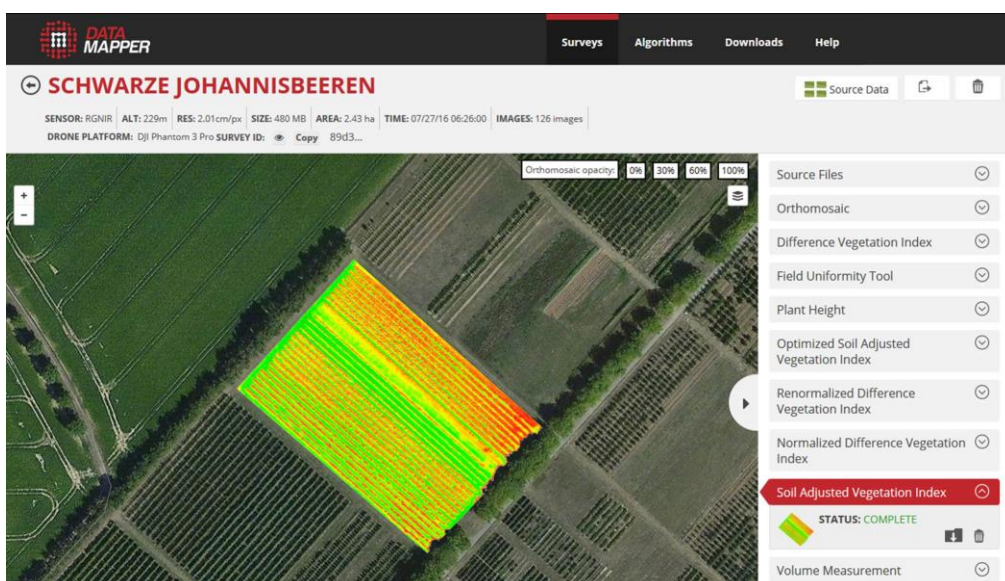 DATA
MAPPER
Surveys Algorithms Downloads Help
SCHWARZE JOHANNISBEEREN
Source Data
SENSOR: RGNIR ALT: 229m RES: 2.01cm/px SIZE: 480 MB AREA: 2.43 ha TIME: 07/27/16 06:26:00 IMAGES: 126 images
DRONE PLATFORM: DJI Phantom 3 Pro SURVEY ID: Copy 89d3...
+
-
Orthomosaic opacity: 0% 30% 60% 100%
Source Files
Orthomosaic
Difference Vegetation Index
Field Uniformity Tool
Plant Height
Optimized Soil Adjusted
Vegetation Index
Renormalized Difference
Vegetation Index
Normalized Difference Vegetation
Index
Soil Adjusted Vegetation Index
STATUS: COMPLETE
Volume Measurement